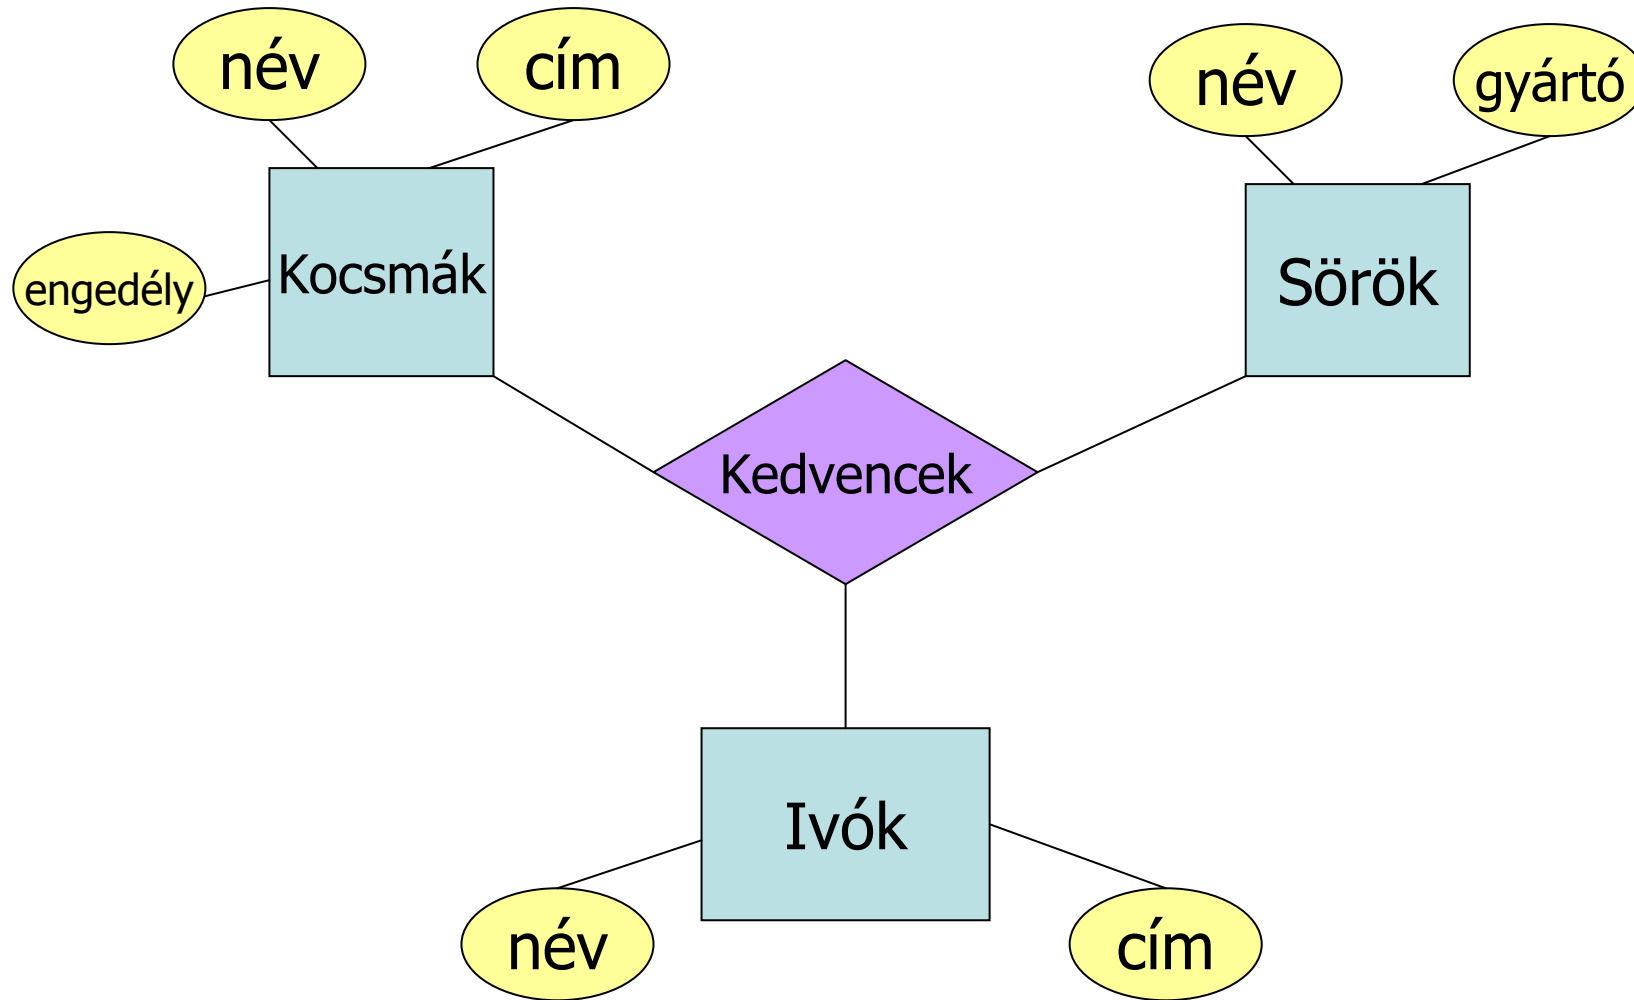 név
cím
név
gyártó
engedély
Kocsmák
Sörök
Kedvencek
Ivók
név
cím